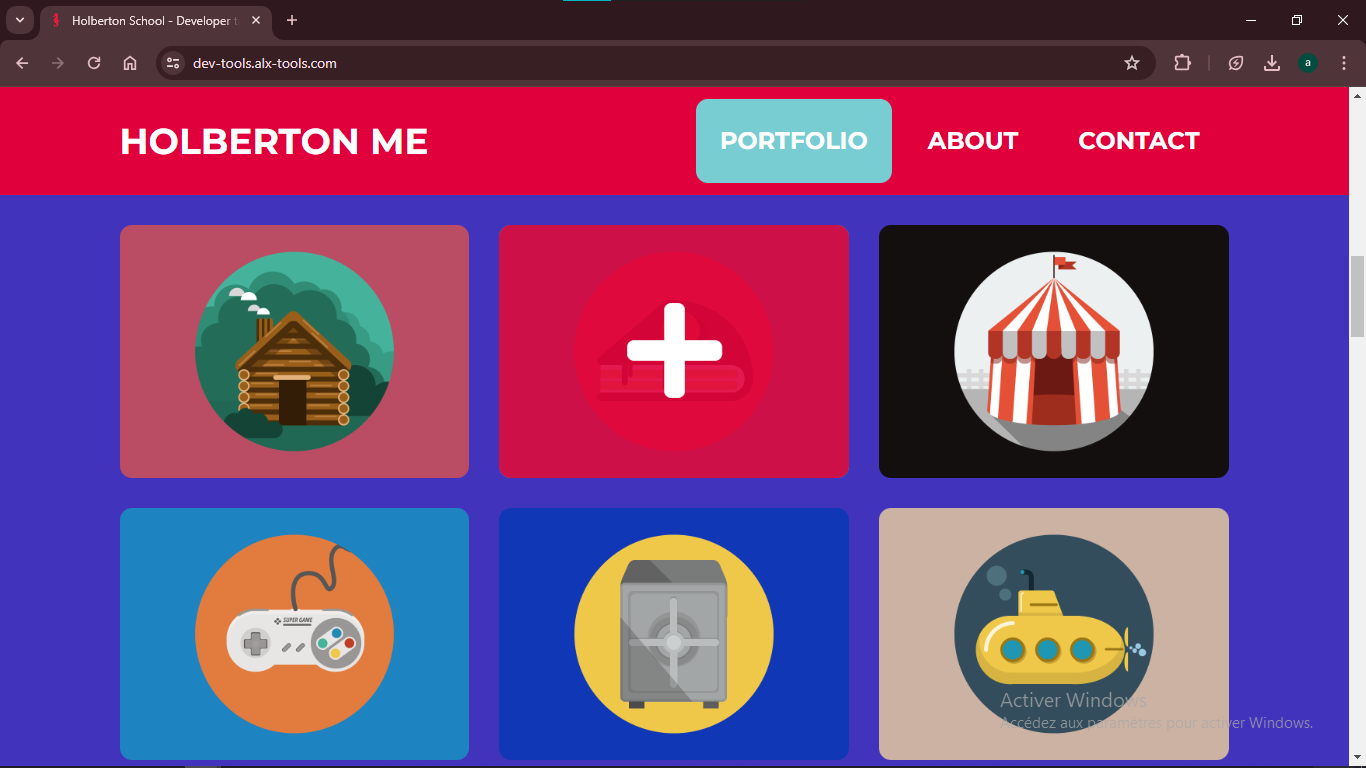 Holberton School - Developer t
dev-tools.alx-tools.com
a
HOLBERTON ME
PORTFOLIO
ABOUT
CONTACT
SUPER GAME
Activer Windows
Accédez aux paramètres pour activer Windows.